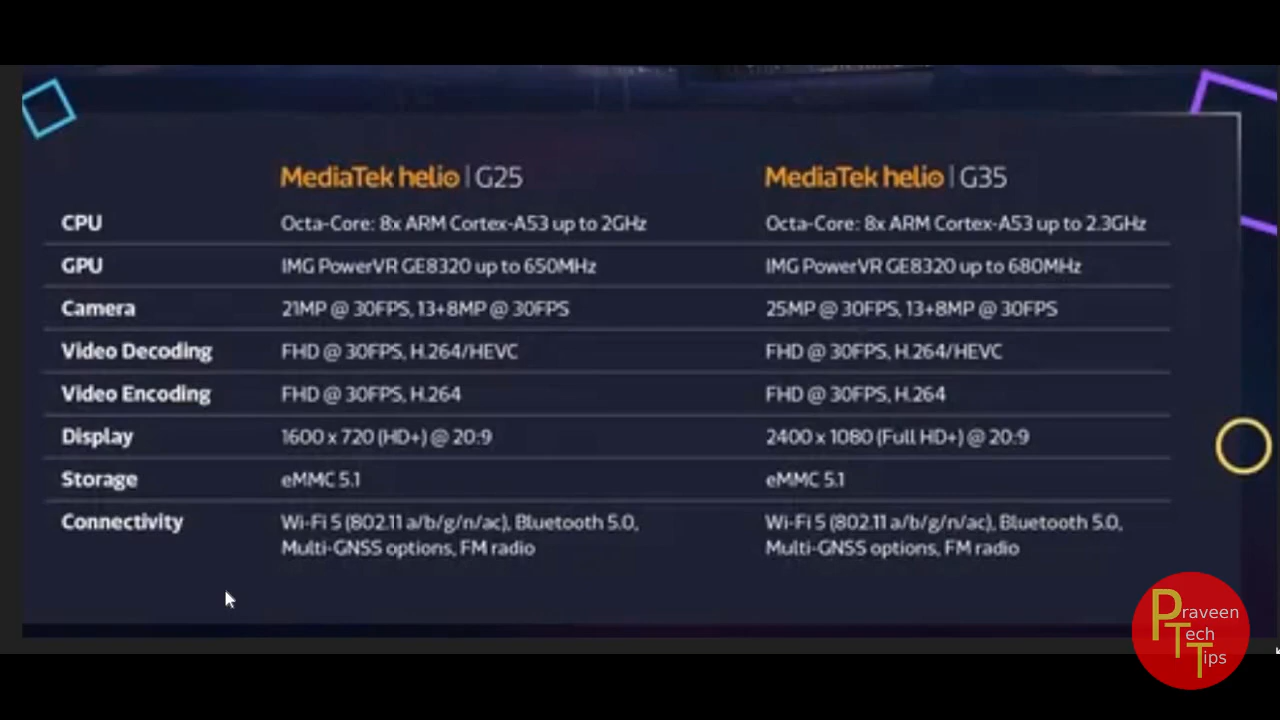 MediaTek helio | G25 MediaTek helio | G35
CPU Octa-Core: 8x ARM Cortex-A53 up to 2GHz Octa-Core: 8x ARM Cortex-A53 up to 2.3GHz
GPU IMG PowerVR GE8320 up to 650MHz IMG PowerVR GE8320 up to 680MHz
Camera 21MP @ 30FPS, 13+8MP @ 30FPS 25MP @ 30FPS, 13+8MP @ 30FPS
Video Decoding FHD @ 30FPS, H.264/HEVC FHD @ 30FPS, H.264/HEVC
Video Encoding FHD @ 30FPS, H.264 FHD @ 30FPS, H.264
Display 1600 x 720 (HD+) @ 20:9 2400 x 1080 (Full HD+) @ 20:9
Storage eMMC 5.1 eMMC 5.1
Connectivity Wi-Fi 5 (802.11 a/b/g/n/ac), Bluetooth 5.0, Wi-Fi 5 (802.11 a/b/g/n/ac), Bluetooth 5.0,
Multi-GNSS options, FM radio Multi-GNSS options, FM radio
Praveen
Tech
Tips